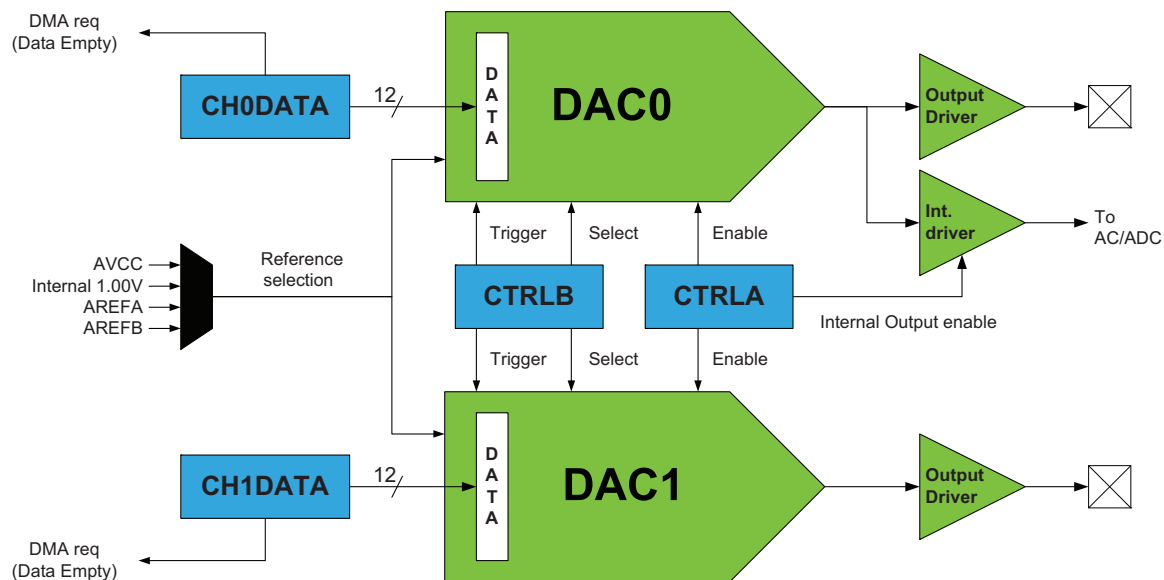 DMA req
(Data Empty)
CH0DATA
12
DATA
DAC0
Output
Driver
Int.
driver
To
AC/ADC
Trigger
Select
Enable
AVCC
Internal 1.00V
AREFA
AREFB
Reference
selection
CTRLB
CTRLA
Internal Output enable
Trigger
Select
Enable
CH1DATA
12
DATA
DAC1
Output
Driver
DMA req
(Data Empty)